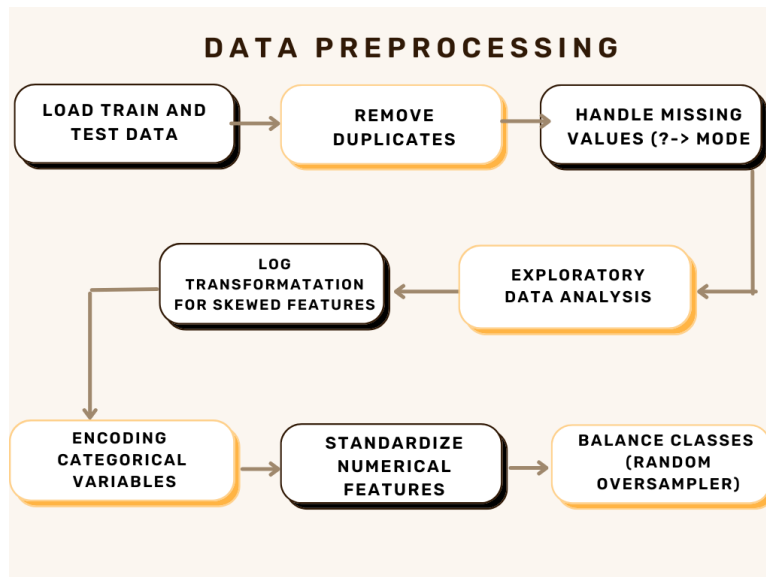 DATA PREPROCESSING
LOAD TRAIN AND
TEST DATA
REMOVE
DUPLICATES
HANDLE MISSING
VALUES (?-> MODE
EXPLORATORY
DATA ANALYSIS
LOG
TRANSFORMATATION
FOR SKEWED FEATURES
ENCODING
CATEGORICAL
VARIABLES
STANDARDIZE
NUMERICAL
FEATURES
BALANCE CLASSES
(RANDOM
OVERSAMPLER)